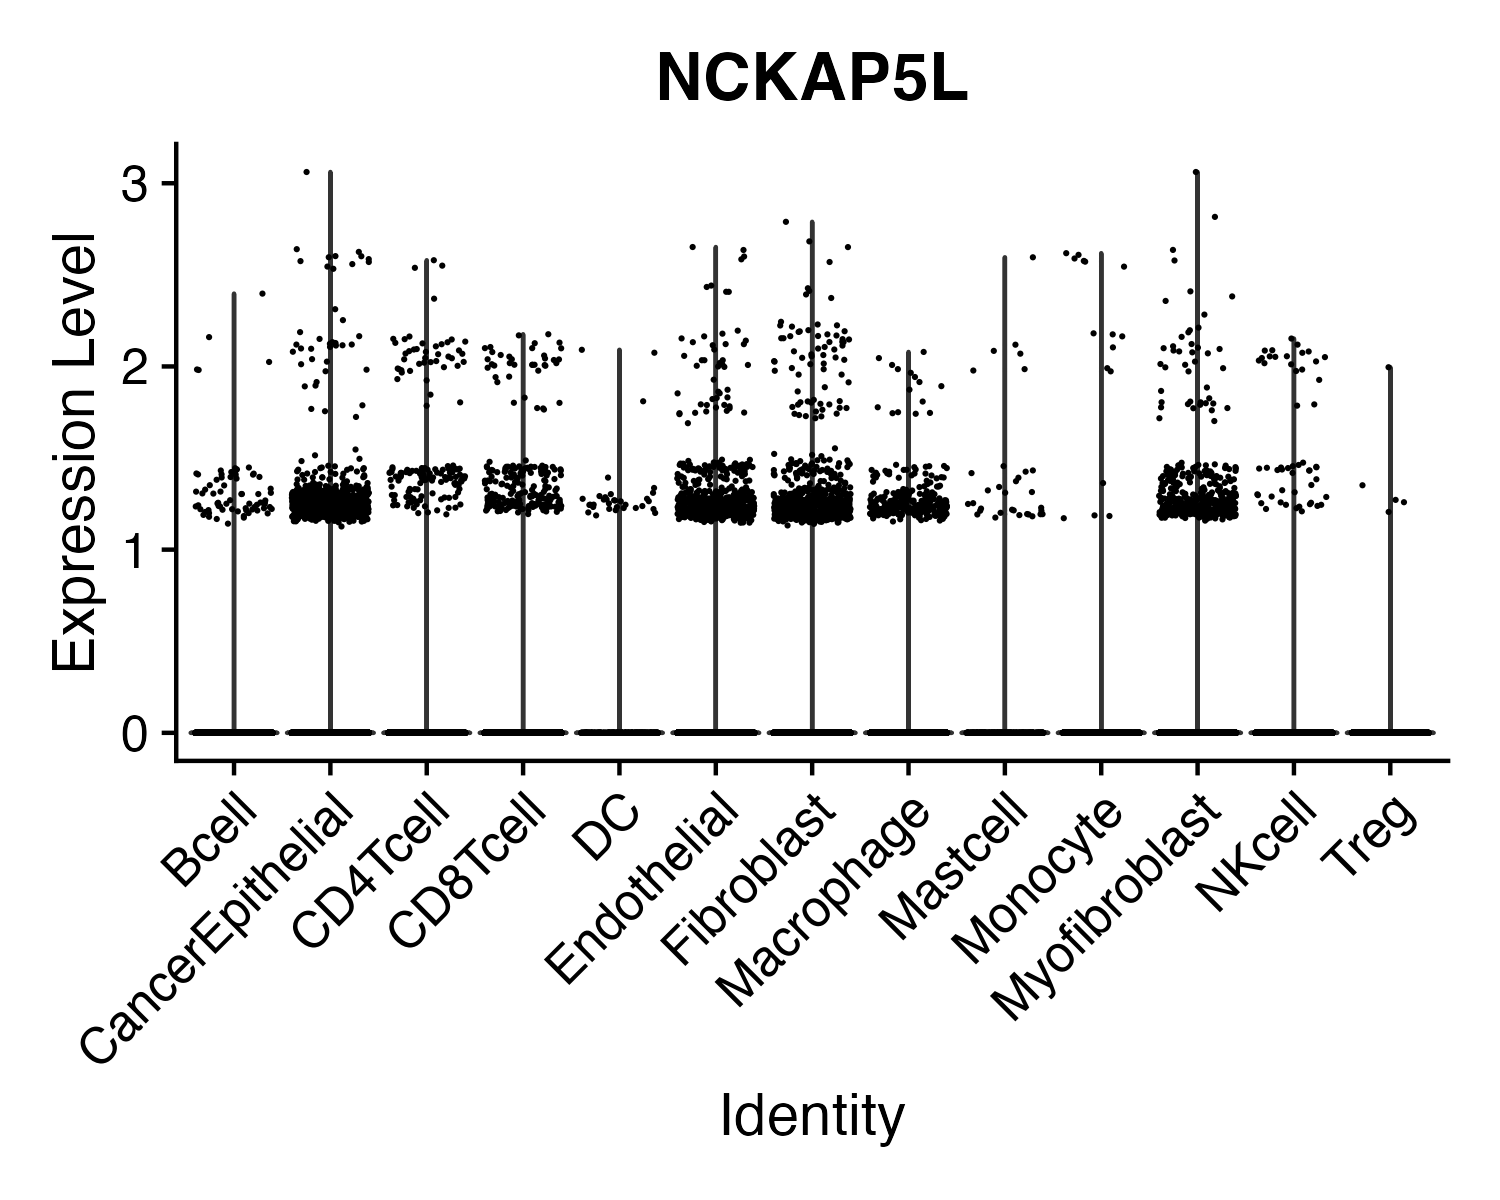 NCKAP5L
Expression Level
3
2
1
0
Bcell
CancerEpithelial
CD4Tcell
CD8Tcell
DC
Endothelial
Fibroblast
Macrophage
Mastcell
Monocyte
Myofibroblast
NKcell
Treg
Identity